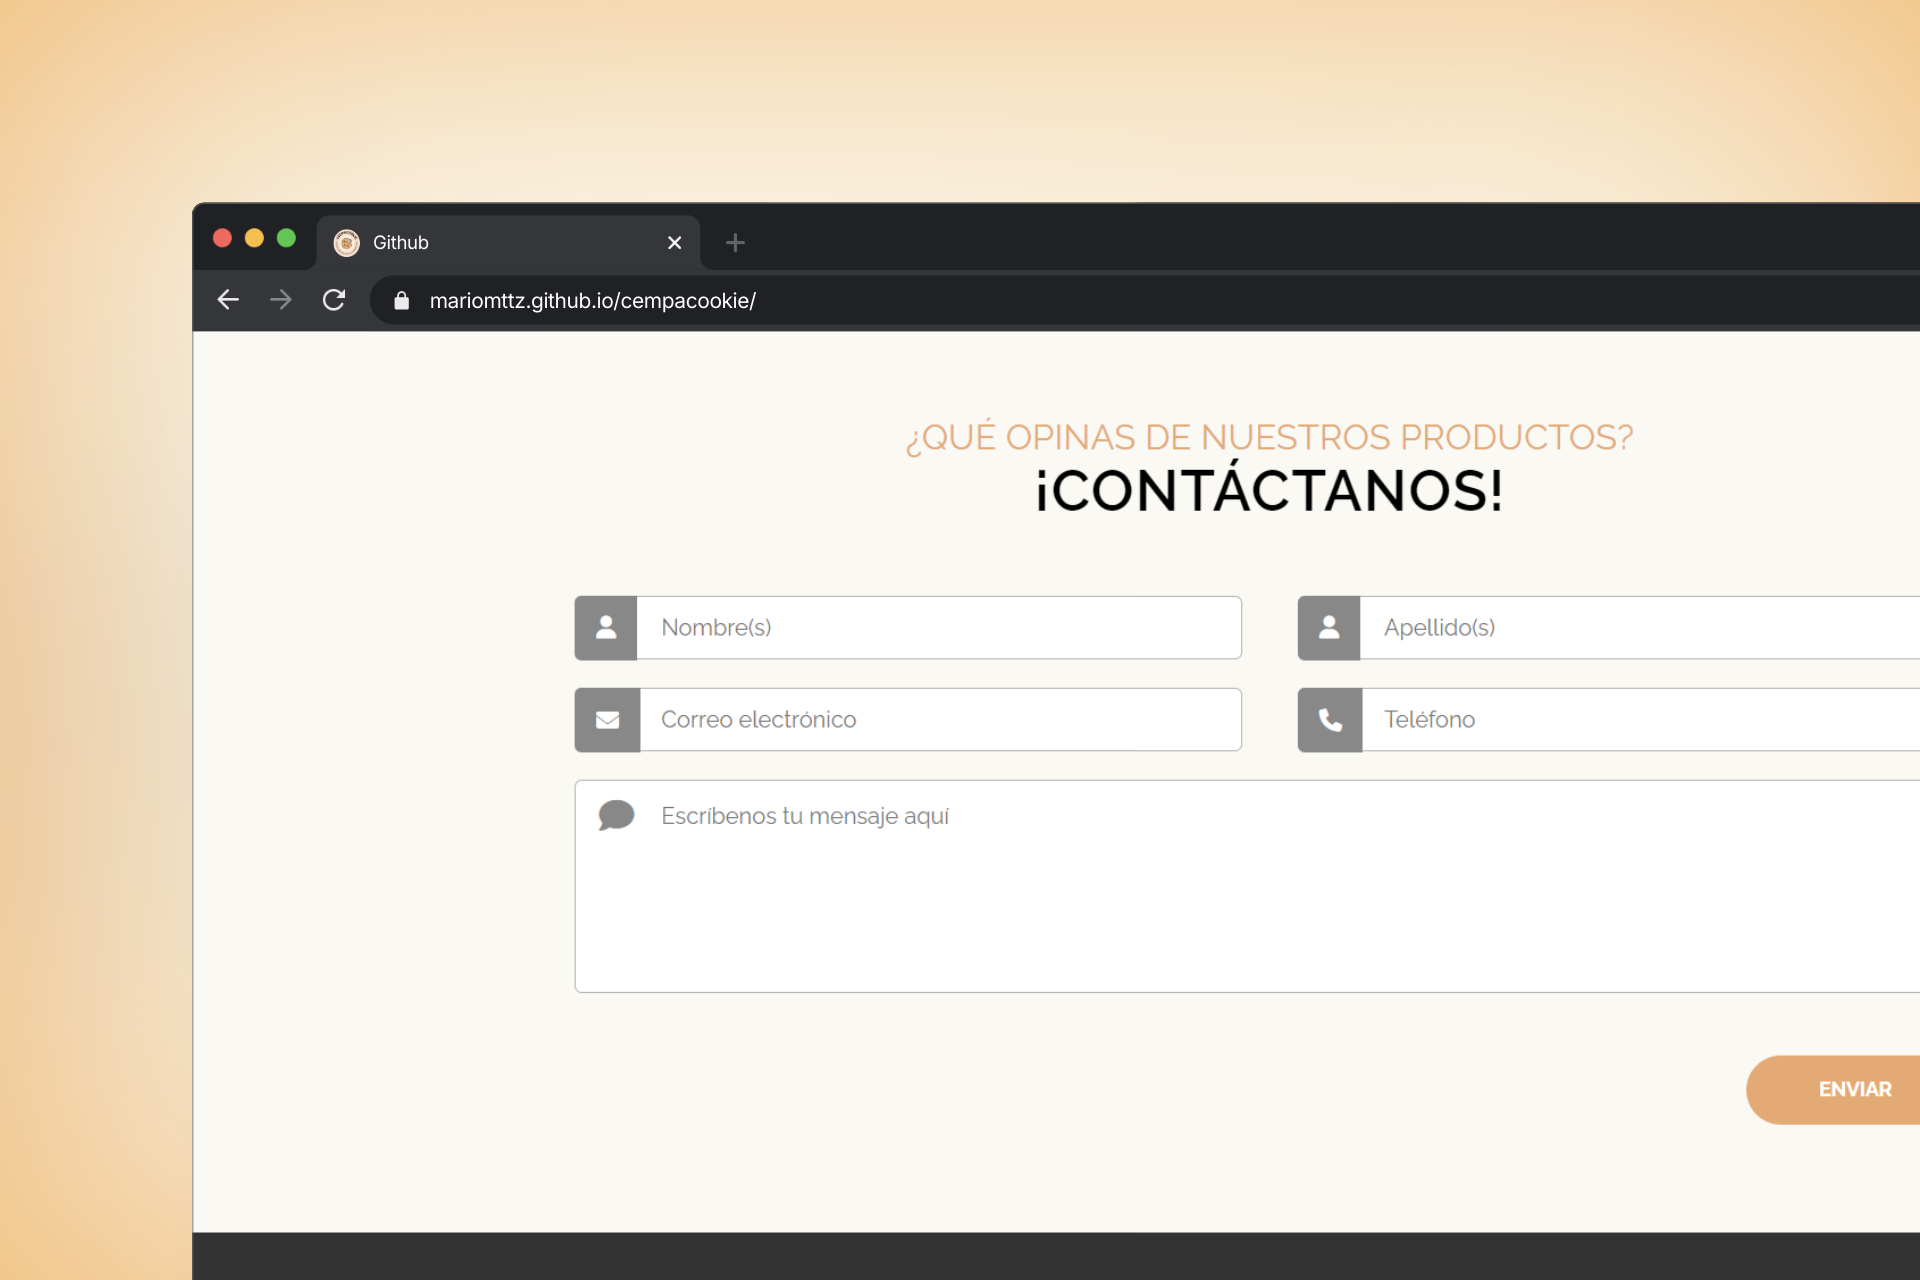 Github
mariomttz.github.io/cempacookie/
¿QUÉ OPINAS DE NUESTROS PRODUCTOS?
¡CONTÁCTANOS!
Nombre(s)
Apellido(s)
Correo electrónico
Teléfono
Escríbenos tu mensaje aquí
ENVIAR